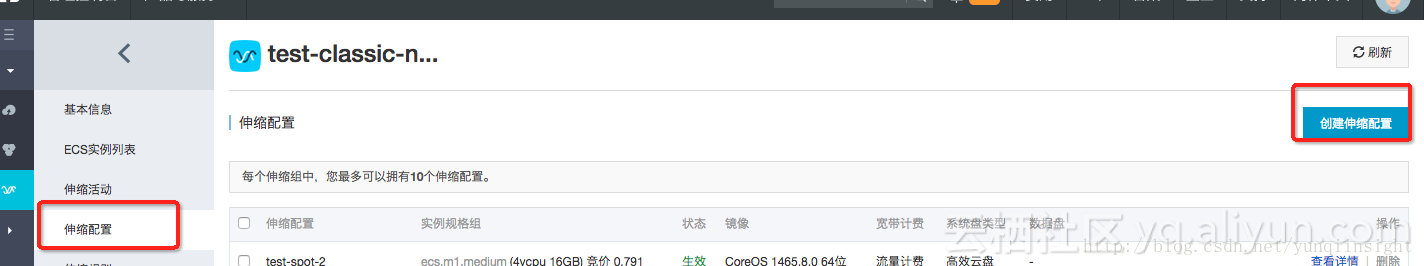 test-classic-n...
刷新
基本信息
伸缩配置
创建伸缩配置
ECS实例列表
每个伸缩组中，您最多可以拥有10个伸缩配置。
伸缩活动
伸缩配置
伸缩配置 实例规格组 状态 镜像 宽带计费 系统盘类型 数据盘 操作
云栖社区 yq.aliyun.com
http://blog.csdn.net/yunqiinsight
test-spot-2 ecs.m1.medium (4vcpu 16GB) 竞价 0.791 生效 CoreOS 1465.8.0 64位 流量计费 高效云盘 - 查看详情 | 删除